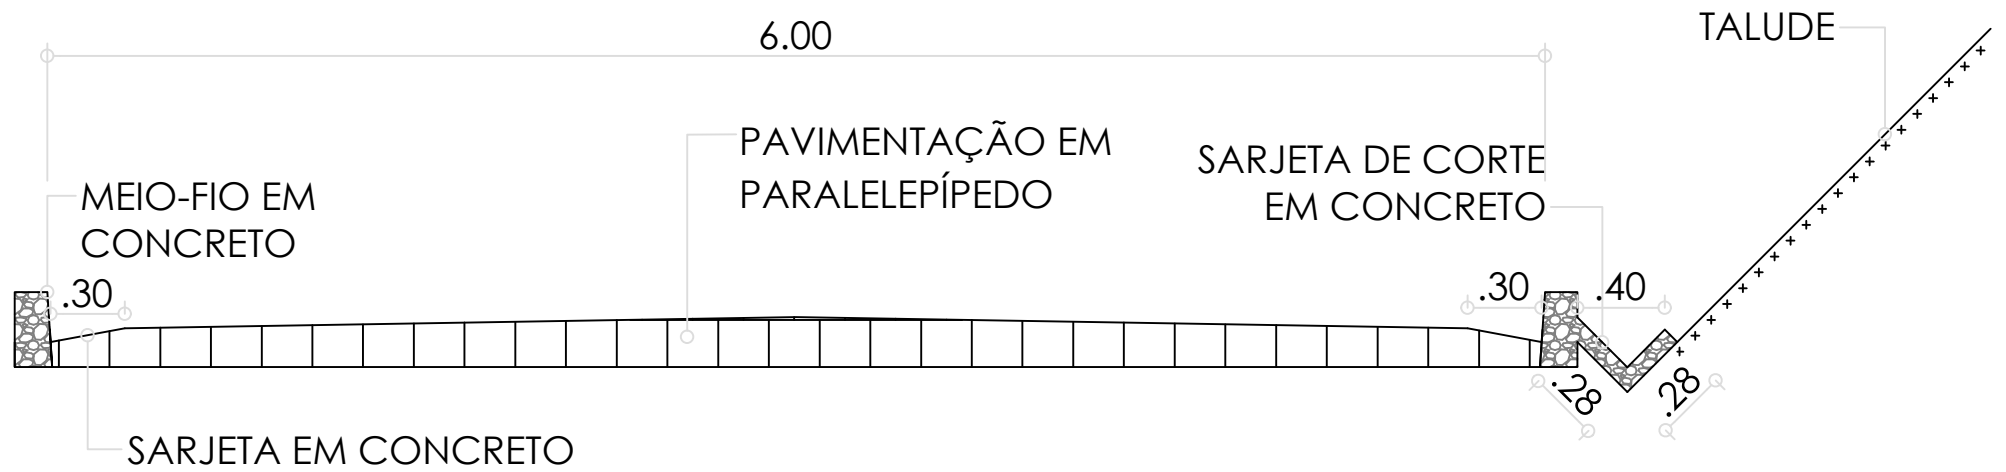 TALUDE
6.00
PAVIMENTAÇÃO EM
PARALELEPÍPEDO
SARJETA DE CORTE
EM CONCRETO
MEIO-FIO EM
CONCRETO
.30
.30
.40
.28
.28
SARJETA EM CONCRETO